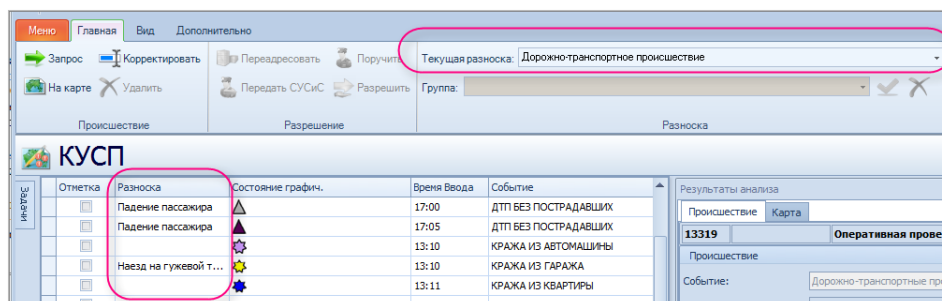 Меню Главная Вид Дополнительно
Запрос Корректировать Переадресовать Поручить Текущая разноска: Дорожно-транспортное происшествие
На карте Удалить Передать СУСиС Разрешить Группа:
Происшествие Разрешение Разноска
КУСП
Задачи
Отметка Разноска Состояние графич. Время Ввода Событие
Падение пассажира 17:00 ДТП БЕЗ ПОСТРАДАВШИХ
Падение пассажира 17:05 ДТП БЕЗ ПОСТРАДАВШИХ
13:10 КРАЖА ИЗ АВТОМАШИНЫ
Наезд на гужевой т... 13:10 КРАЖА ИЗ ГАРАЖА
13:11 КРАЖА ИЗ КВАРТИРЫ
Результаты анализа
Происшествие Карта
13319 Оперативная прове
Происшествие
Событие: Дорожно-транспортные пр